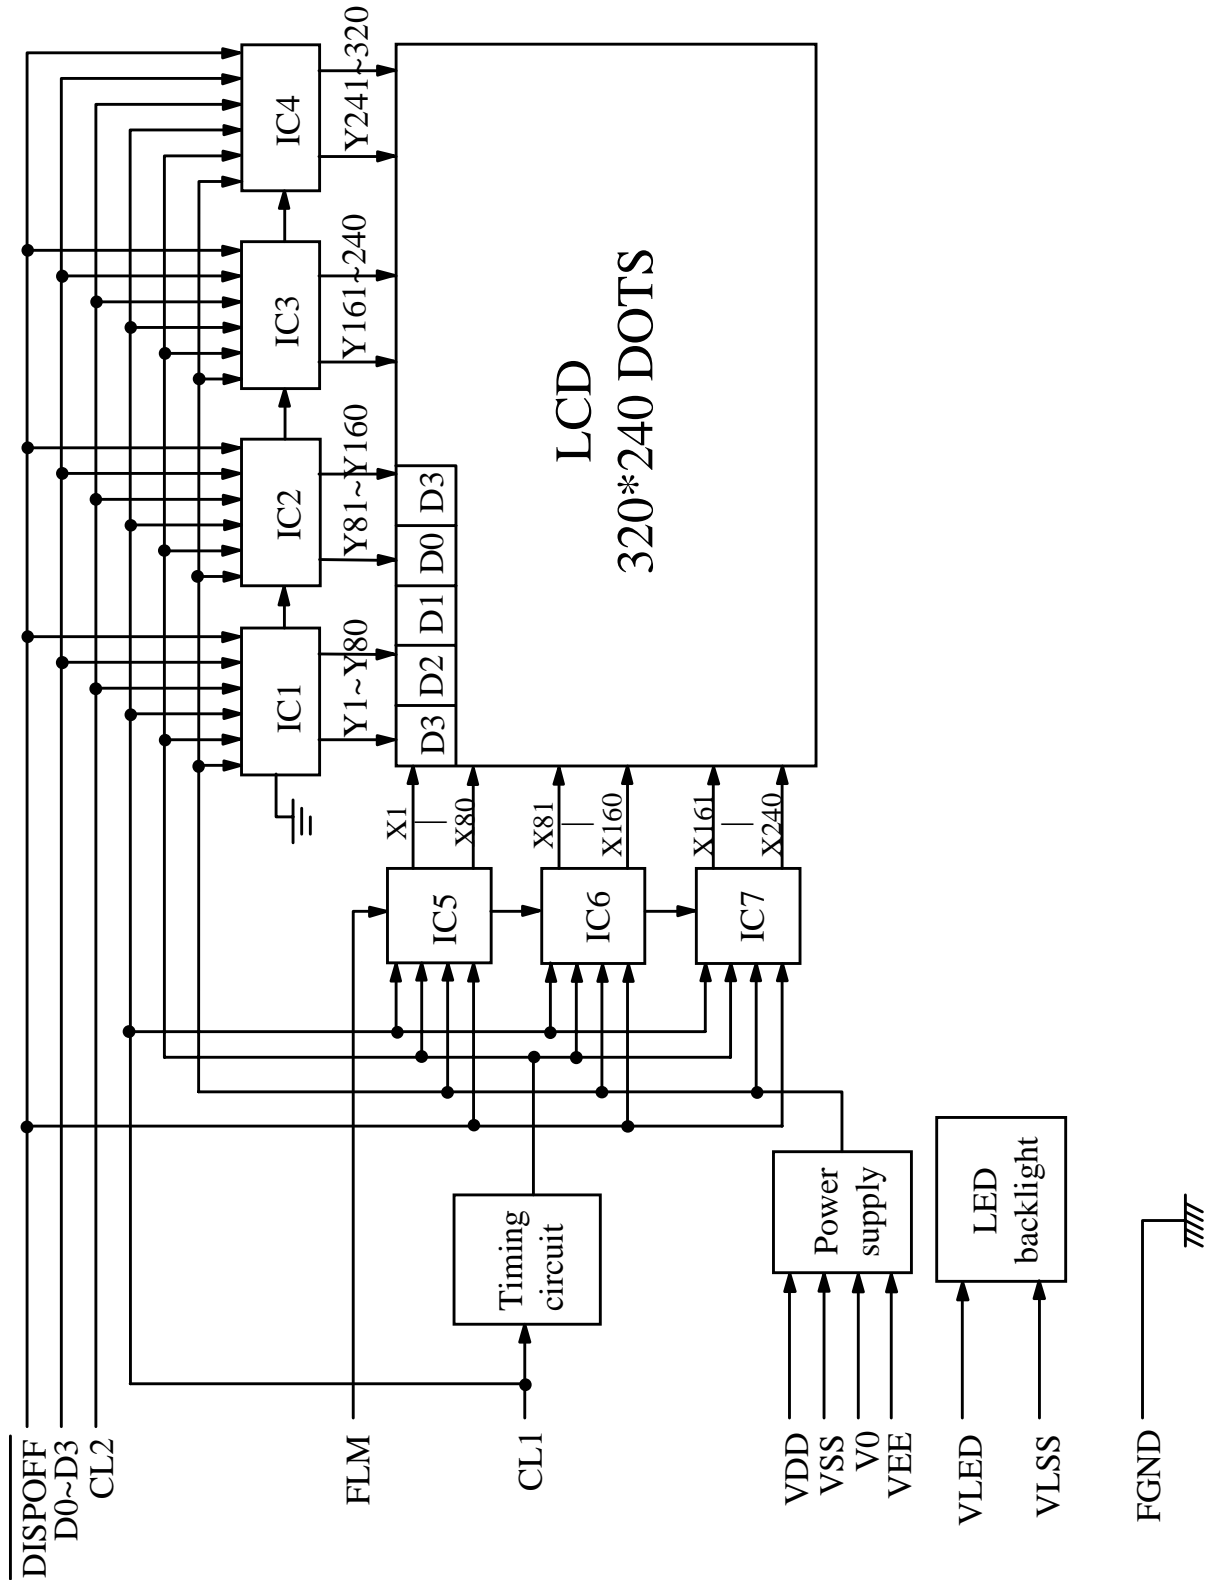 DISPOFF
D0~D3
CL2
FLM
CL1
VDD
VSS
V0
VEE
VLED
VLSS
FGND
Timing
circuit
Power
supply
LED
backlight
IC5
IC6
IC7
X1
X80
X81
X160
X161
X240
IC1
IC2
IC3
IC4
Y1~Y80
Y81~Y160
Y161~240
Y241~320
D3
D2
D1
D0
D3
LCD
320*240 DOTS